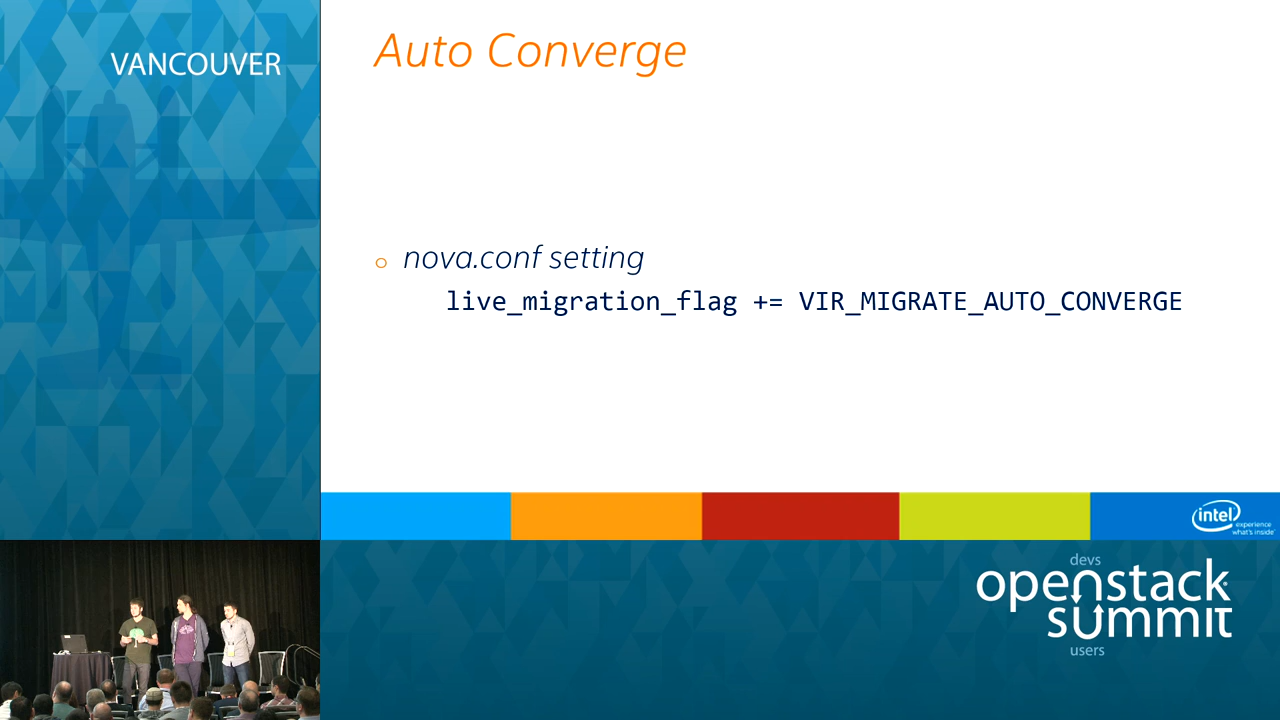 VANCOUVER
Auto Converge
o nova.conf setting
live_migration_flag += VIR_MIGRATE_AUTO_CONVERGE
intel
experience
what's inside
devs
openstack
summit
users